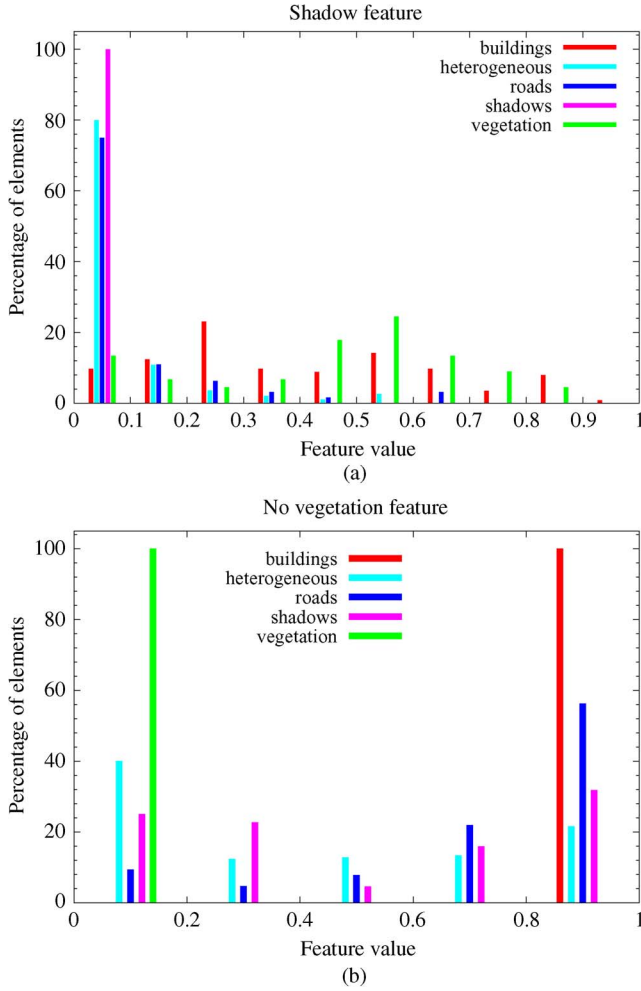 Shadow feature
100
80
60
40
20
0
Percentage of elements
buildings
heterogeneous
roads
shadows
vegetation
0 0.1 0.2 0.3 0.4 0.5 0.6 0.7 0.8 0.9 1
Feature value
(a)
No vegetation feature
100
80
60
40
20
0
Percentage of elements
buildings
heterogeneous
roads
shadows
vegetation
0 0.2 0.4 0.6 0.8 1
Feature value
(b)